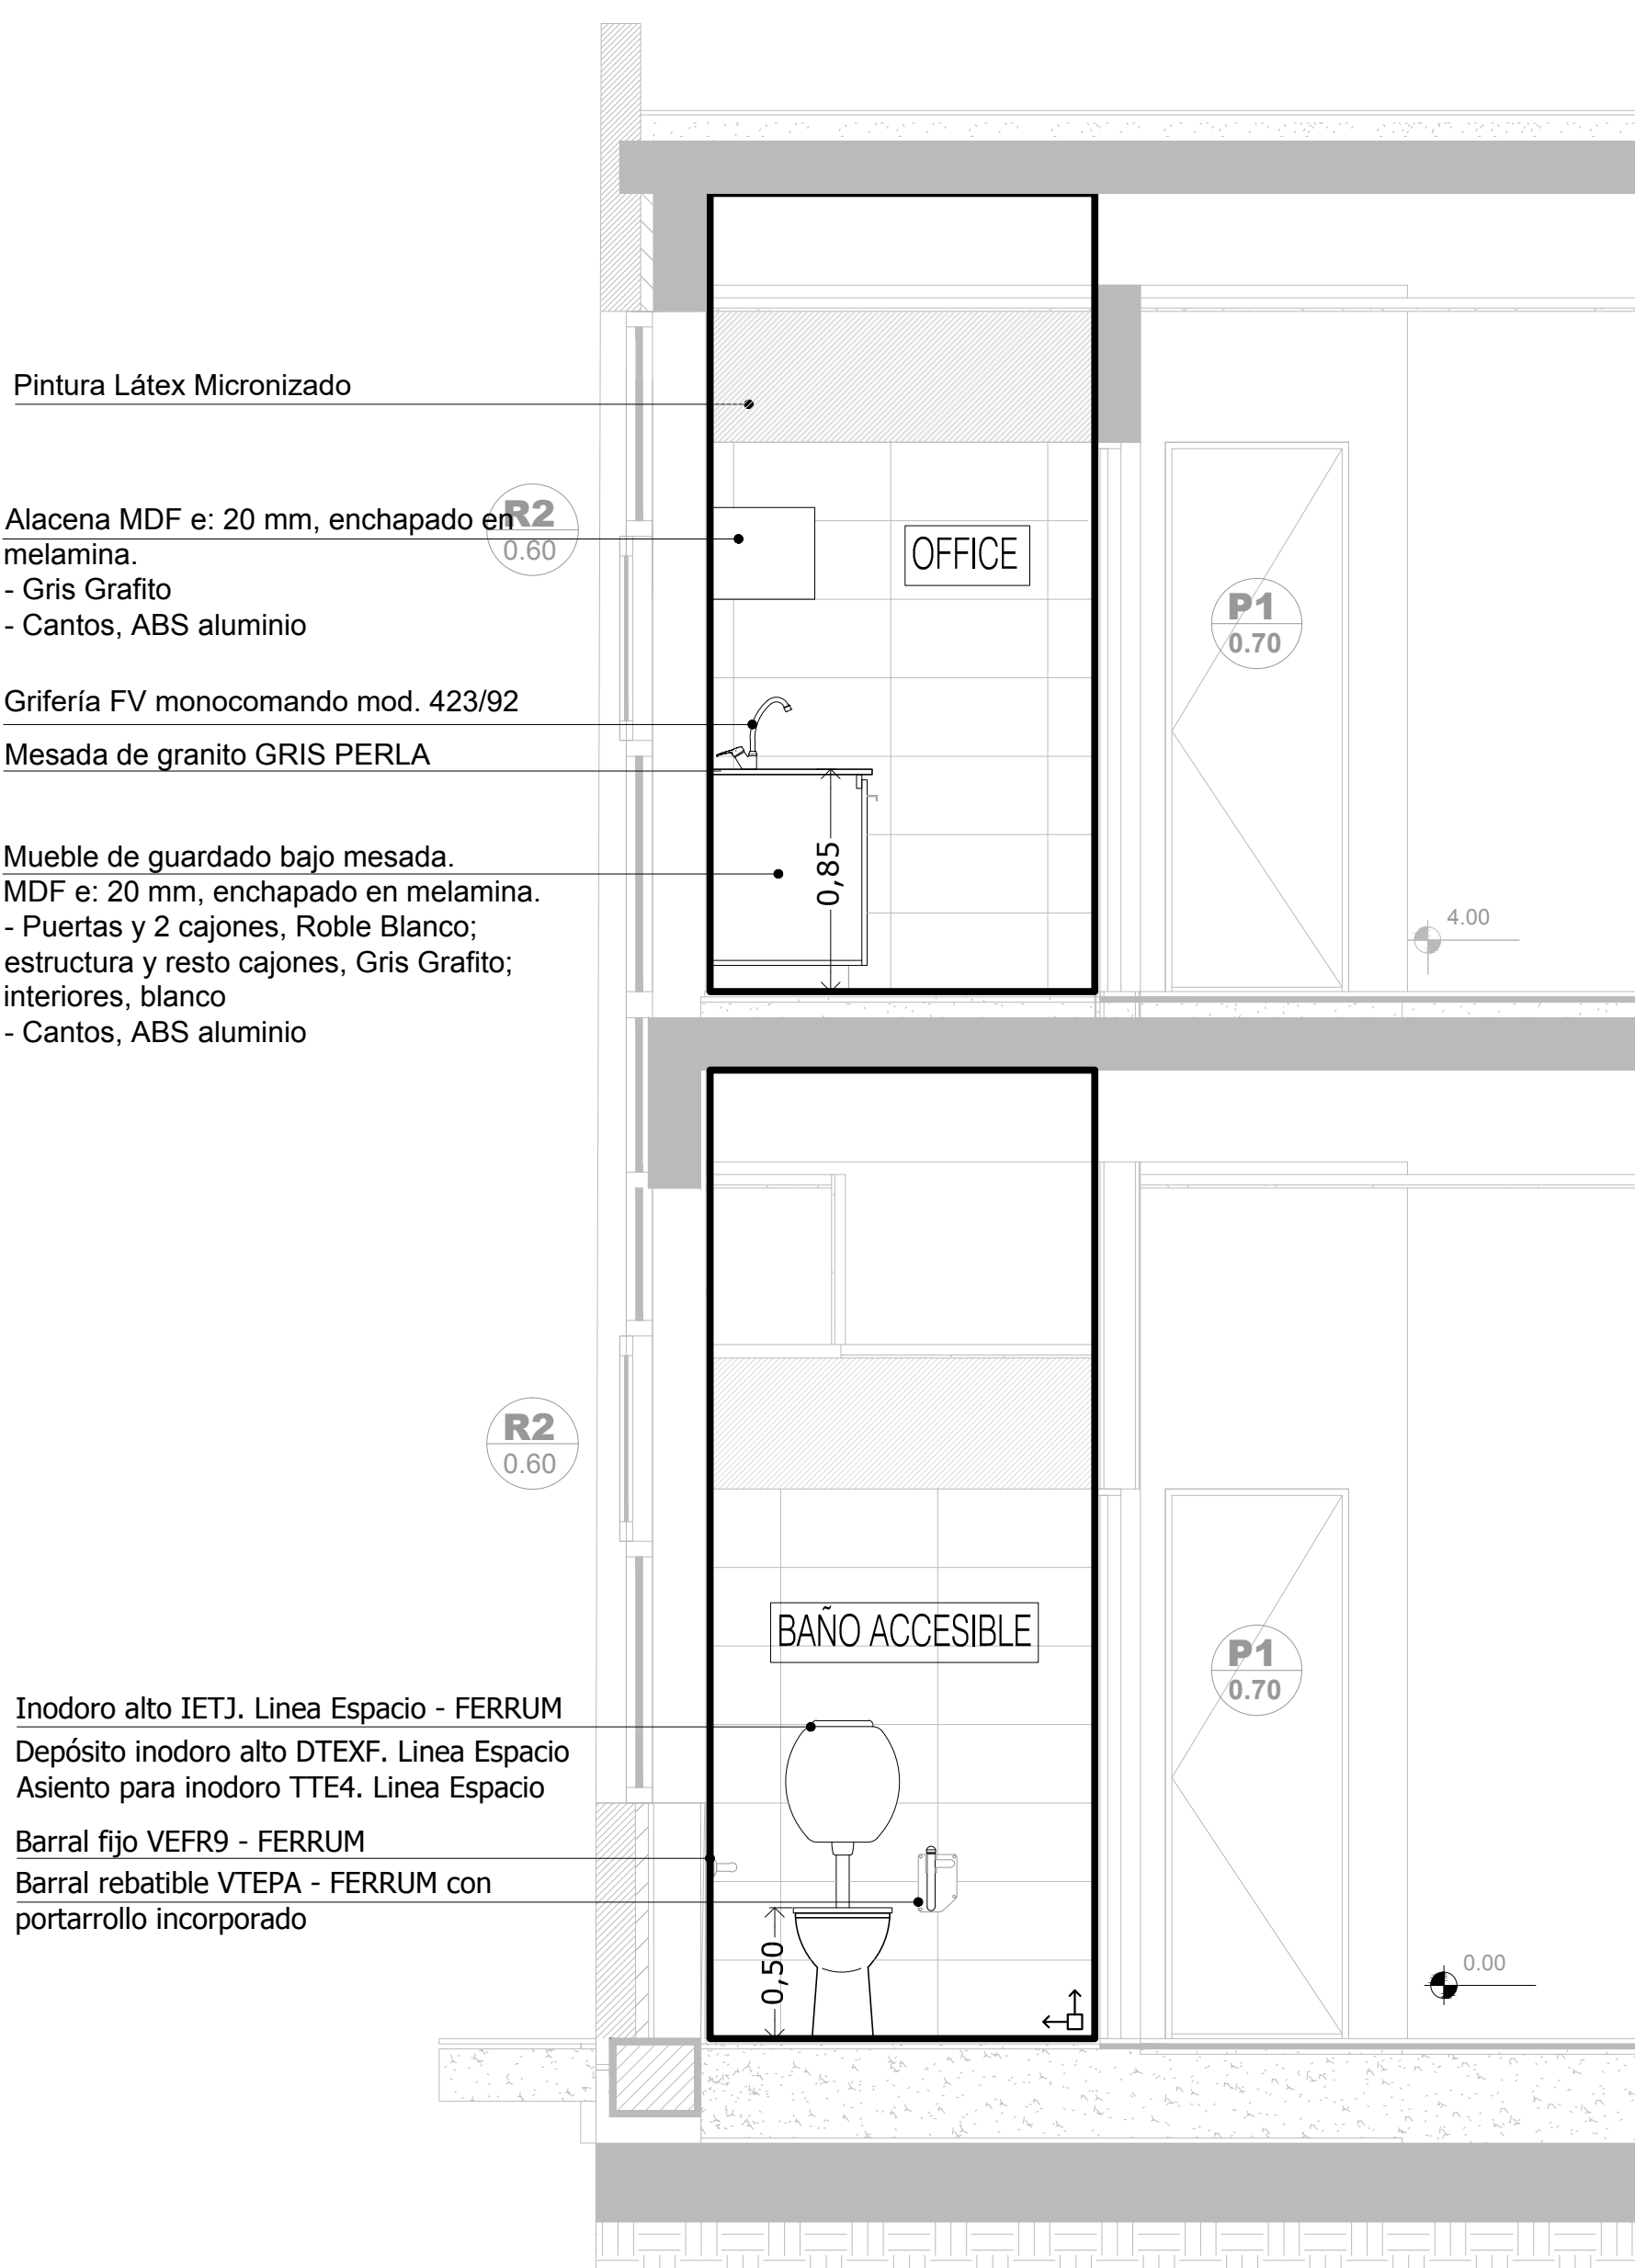 Pintura Látex Micronizado
Alacena MDF e: 20 mm, enchapado en
melamina.
- Gris Grafito
- Cantos, ABS aluminio
R2
0.60
OFFICE
P1
0.70
Grifería FV monocomando mod. 423/92
Mesada de granito GRIS PERLA
Mueble de guardado bajo mesada.
MDF e: 20 mm, enchapado en melamina.
- Puertas y 2 cajones, Roble Blanco;
estructura y resto cajones, Gris Grafito;
interiores, blanco
- Cantos, ABS aluminio
0,85
4.00
R2
0.60
BAÑO ACCESIBLE
P1
0.70
Inodoro alto IETJ. Linea Espacio - FERRUM
Depósito inodoro alto DTEXF. Linea Espacio
Asiento para inodoro TTE4. Linea Espacio
Barral fijo VEFR9 - FERRUM
Barral rebatible VTEPA - FERRUM con
portarrollo incorporado
0,50
0.00